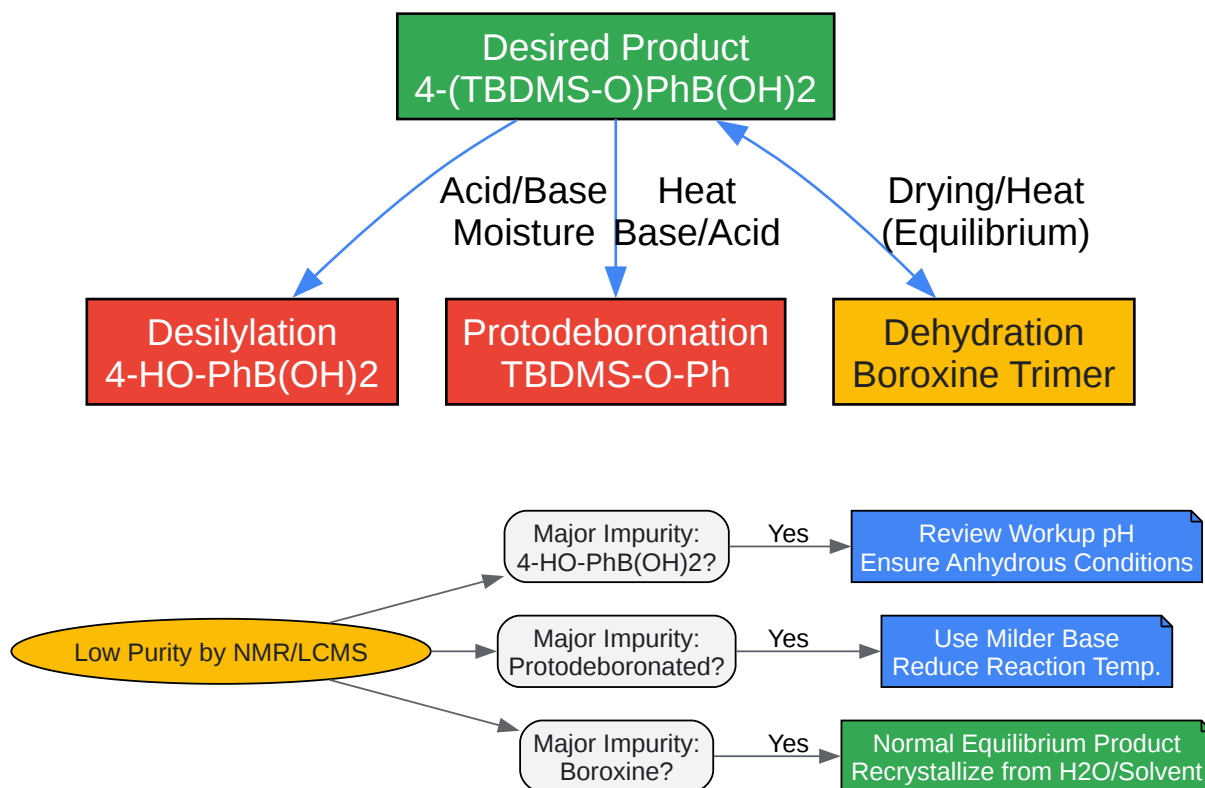 Desired Product
4-(TBDMS-O)PhB(OH)2
Acid/Base
Moisture
Heat
Base/Acid
Drying/Heat
(Equilibrium)
Desilylation
4-HO-PhB(OH)2
Protodeboronation
TBDMS-O-Ph
Dehydration
Boroxine Trimer
Low Purity by NMR/LCMS
Major Impurity:
4-HO-PhB(OH)2?
Yes
Review Workup pH
Ensure Anhydrous Conditions
Major Impurity:
Protodeboronated?
Yes
Use Milder Base
Reduce Reaction Temp.
Major Impurity:
Boroxine?
Yes
Normal Equilibrium Product
Recrystallize from H2O/Solvent